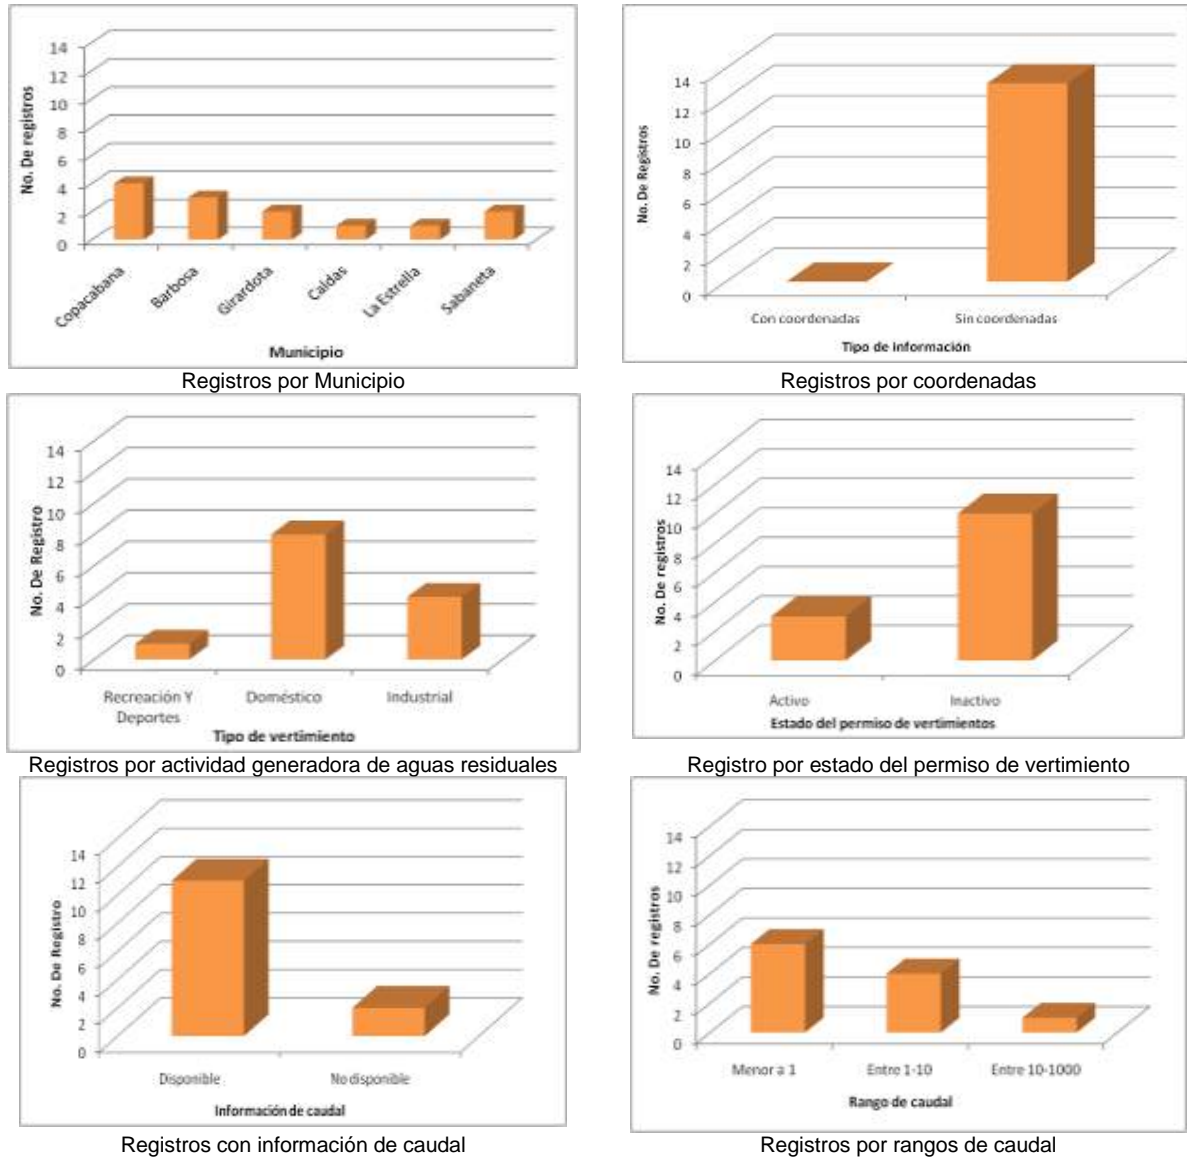 14
12
10
8
6
4
2
0
No. De registros
Copacabana
Barbosa
Girardota
Caldas
La Estrella
Sabaneta
Municipio
Registros por Municipio
14
12
10
8
6
4
2
0
No. De Registros
Con coordenadas
Sin coordenadas
Tipo de Información
Registros por coordenadas
14
12
10
8
6
4
2
0
No. De Registro
Recreación Y
Deportes
Doméstico
Industrial
Tipo de vertimiento
Registros por actividad generadora de aguas residuales
14
12
10
8
6
4
2
0
No. De registros
Activo
Inactivo
Estado del permiso de vertimientos
Registro por estado del permiso de vertimiento
14
12
10
8
6
4
2
0
No. De Registro
Disponible
No disponible
Información de caudal
Registros con información de caudal
14
12
10
8
6
4
2
0
No. De registros
Menor a 1
Entre 1-10
Entre 10-1000
Rango de caudal
Registros por rangos de caudal